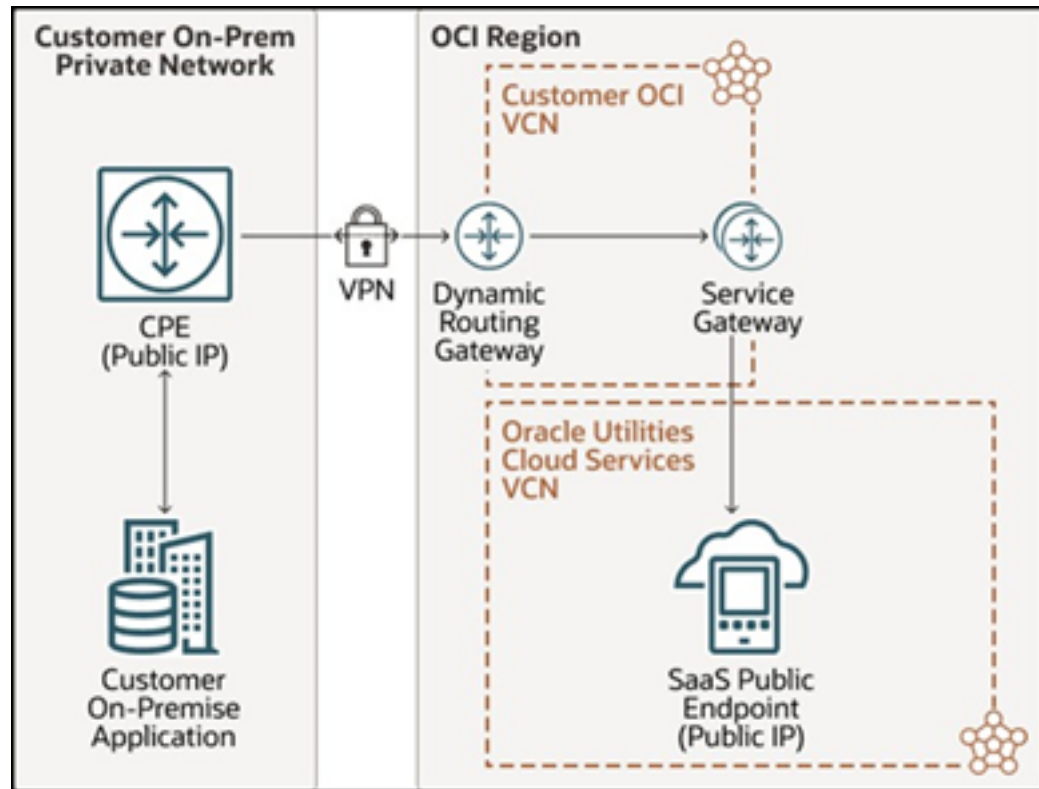 Customer On-Prem
Private Network
OCI Region
Customer OCI
VCN
CPE
(Public IP)
VPN
Dynamic
Routing
Gateway
Service
Gateway
Oracle Utilities
Cloud Services
VCN
Customer
On-Premise
Application
SaaS Public
Endpoint
(Public IP)